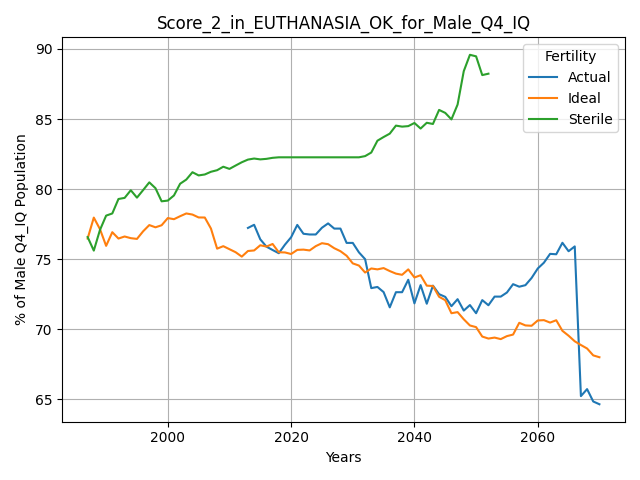 Score_2_in_EUTHANASIA_OK_for_Male_Q4_IQ
% of Male Q4_IQ Population
90
85
80
75
70
65
Fertility
Actual
Ideal
Sterile
2000
2020
2040
2060
Years